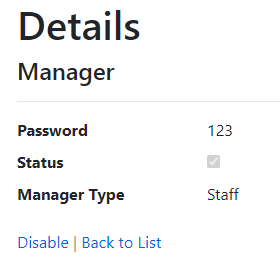 Details
Manager
Password 123
Status
Manager Type Staff
Disable | Back to List